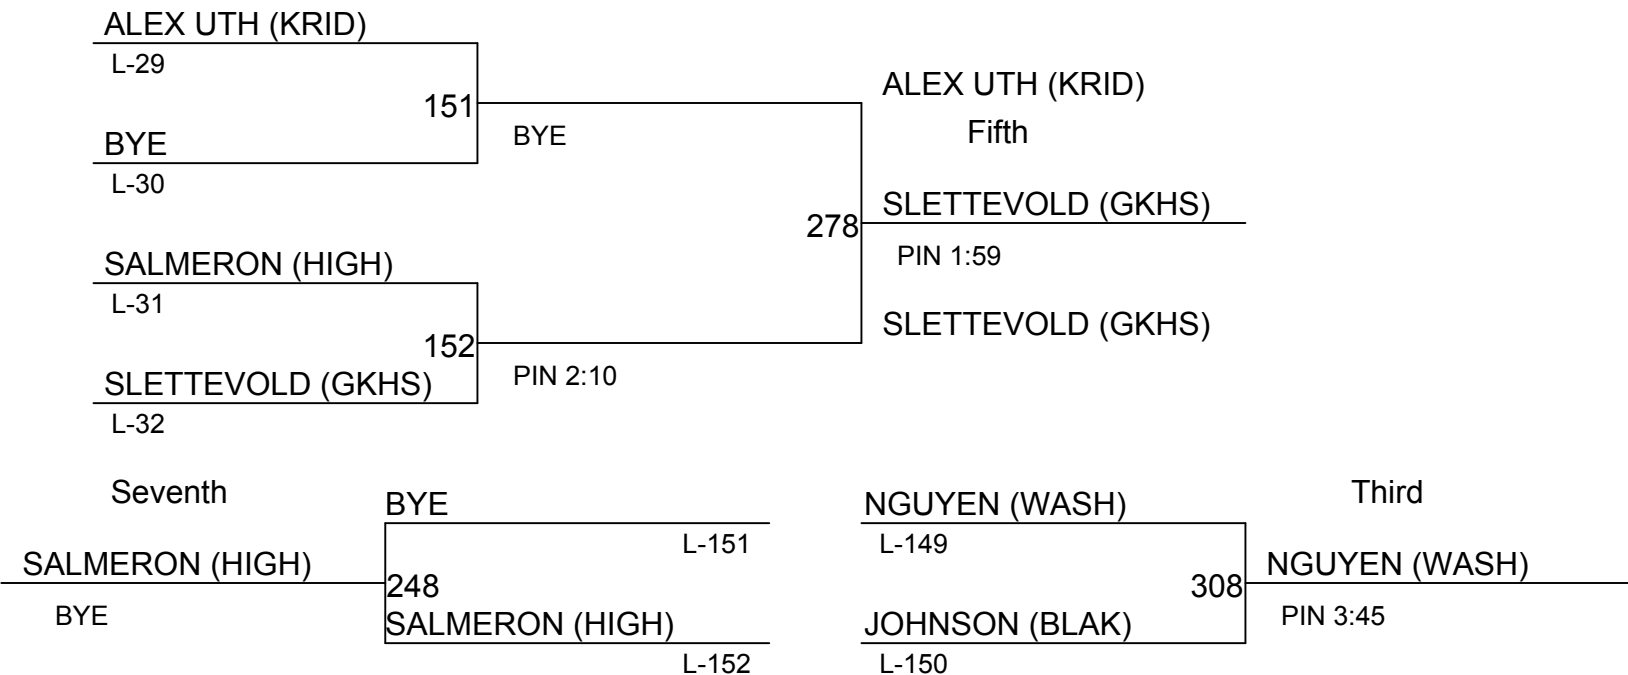 ALEX UTH (KRID)
L-29
151
BYE
L-30
BYE
ALEX UTH (KRID)
Fifth
278
SLETTEVOLD (GKHS)
PIN 1:59
SALMERON (HIGH)
L-31
152
SLETTEVOLD (GKHS)
L-32
PIN 2:10
SLETTEVOLD (GKHS)
Seventh
BYE
L-151
SALMERON (HIGH)
248
BYE
SALMERON (HIGH)
L-152
NGUYEN (WASH)
L-149
Third
308
NGUYEN (WASH)
JOHNSON (BLAK)
PIN 3:45
L-150